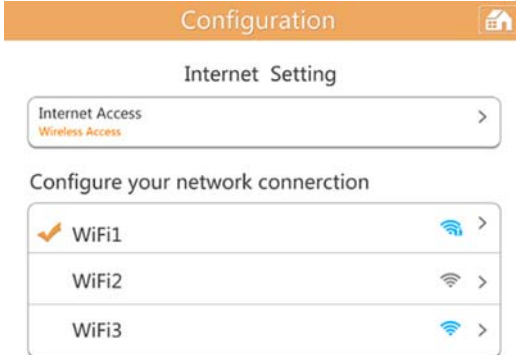 Configuration
Internet Setting
Internet Access
Wireless Access
Configure your network connerction
WiFi1
WiFi2
WiFi3